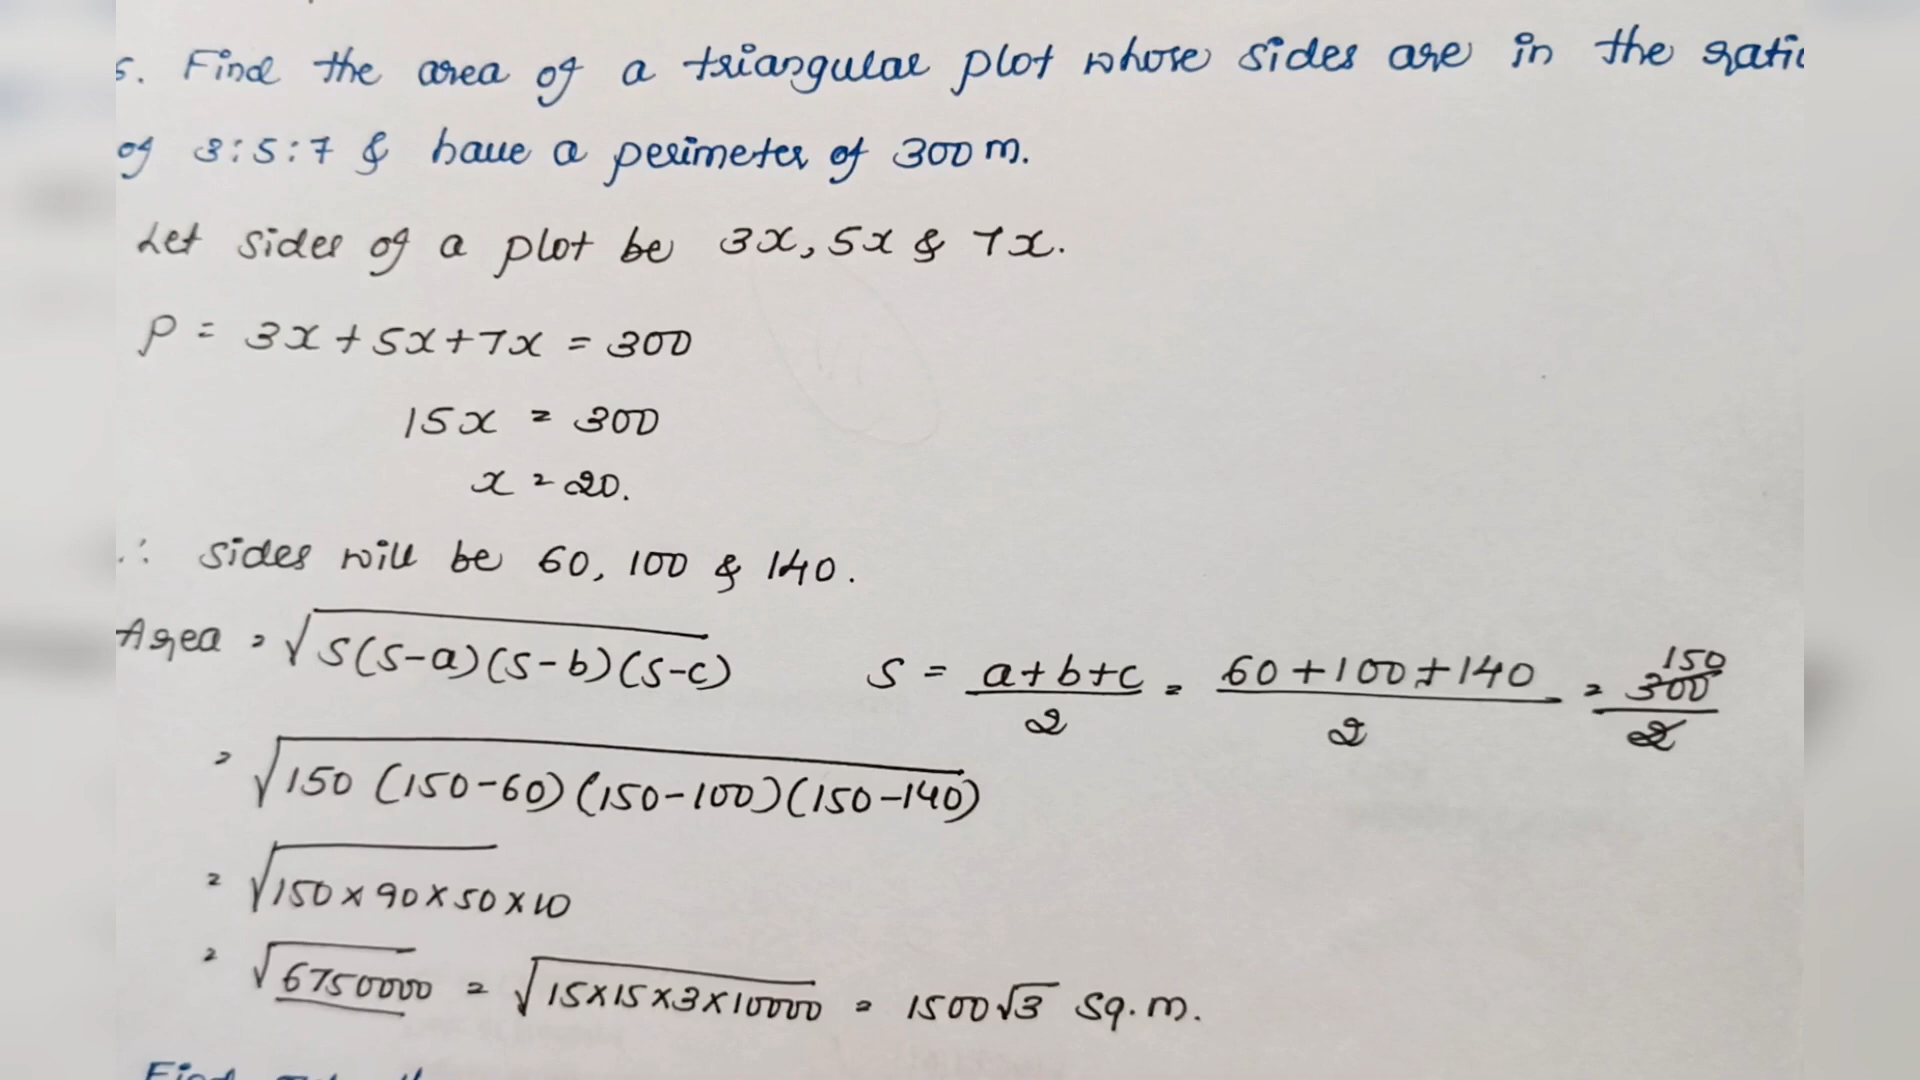 5. Find the area of a triangular plot whose sides are in the ratio
of 3:5:7 & have a perimeter of 300m.
Let sides of a plot be 3x, 5x & 7x.
P = 3x + 5x + 7x = 300
15x = 300
x = 20.
∴ sides will be 60, 100 & 140.
Area = √S(S-a)(S-b)(S-c) S = a+b+c/2 = 60+100+140/2 = 300/2 150
= √150 (150-60)(150-100)(150-140)
= √150×90×50×10
= √6750000 = √15×15×3×10000 = 1500√3 sq.m.